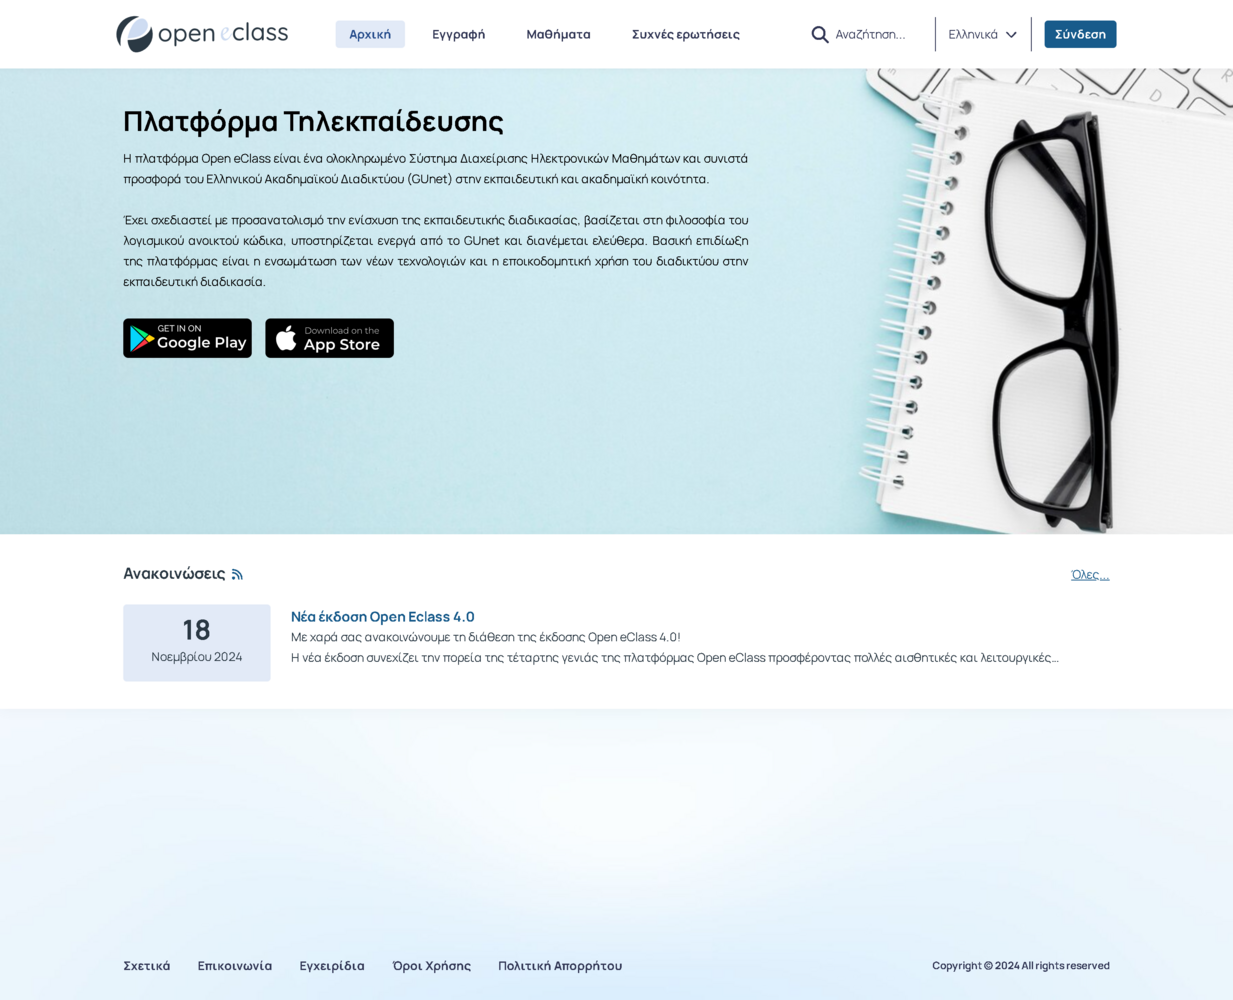 open eclass
Αρχική
Εγγραφή
Μαθήματα
Συχνές ερωτήσεις
Αναζήτηση...
Ελληνικά
Σύνδεση
Πλατφόρμα Τηλεκπαίδευσης
Η πλατφόρμα Open eClass είναι ένα ολοκληρωμένο Σύστημα Διαχείρισης Ηλεκτρονικών Μαθημάτων και συνιστά
προσφορά του Ελληνικού Ακαδημαϊκού Διαδικτύου (GUnet) στην εκπαιδευτική και ακαδημαϊκή κοινότητα.
Έχει σχεδιαστεί με προσανατολισμό την ενίσχυση της εκπαιδευτικής διαδικασίας, βασίζεται στη φιλοσοφία του
λογισμικού ανοικτού κώδικα, υποστηρίζεται ενεργά από το GUnet και διανέμεται ελεύθερα. Βασική επιδίωξη
της πλατφόρμας είναι η ενσωμάτωση των νέων τεχνολογιών και η εποικοδομητική χρήση του διαδικτύου στην
εκπαιδευτική διαδικασία.
GET IN ON
Google Play
Download on the
App Store
Ανακοινώσεις
Όλες...
18
Νοεμβρίου 2024
Νέα έκδοση Open Eclass 4.0
Με χαρά σας ανακοινώνουμε τη διάθεση της έκδοσης Open eClass 4.0!
Η νέα έκδοση συνεχίζει την πορεία της τέταρτης γενιάς της πλατφόρμας Open eClass προσφέροντας πολλές αισθητικές και λειτουργικές...
Σχετικά
Επικοινωνία
Εγχειρίδια
Όροι Χρήσης
Πολιτική Απορρήτου
Copyright © 2024 All rights reserved